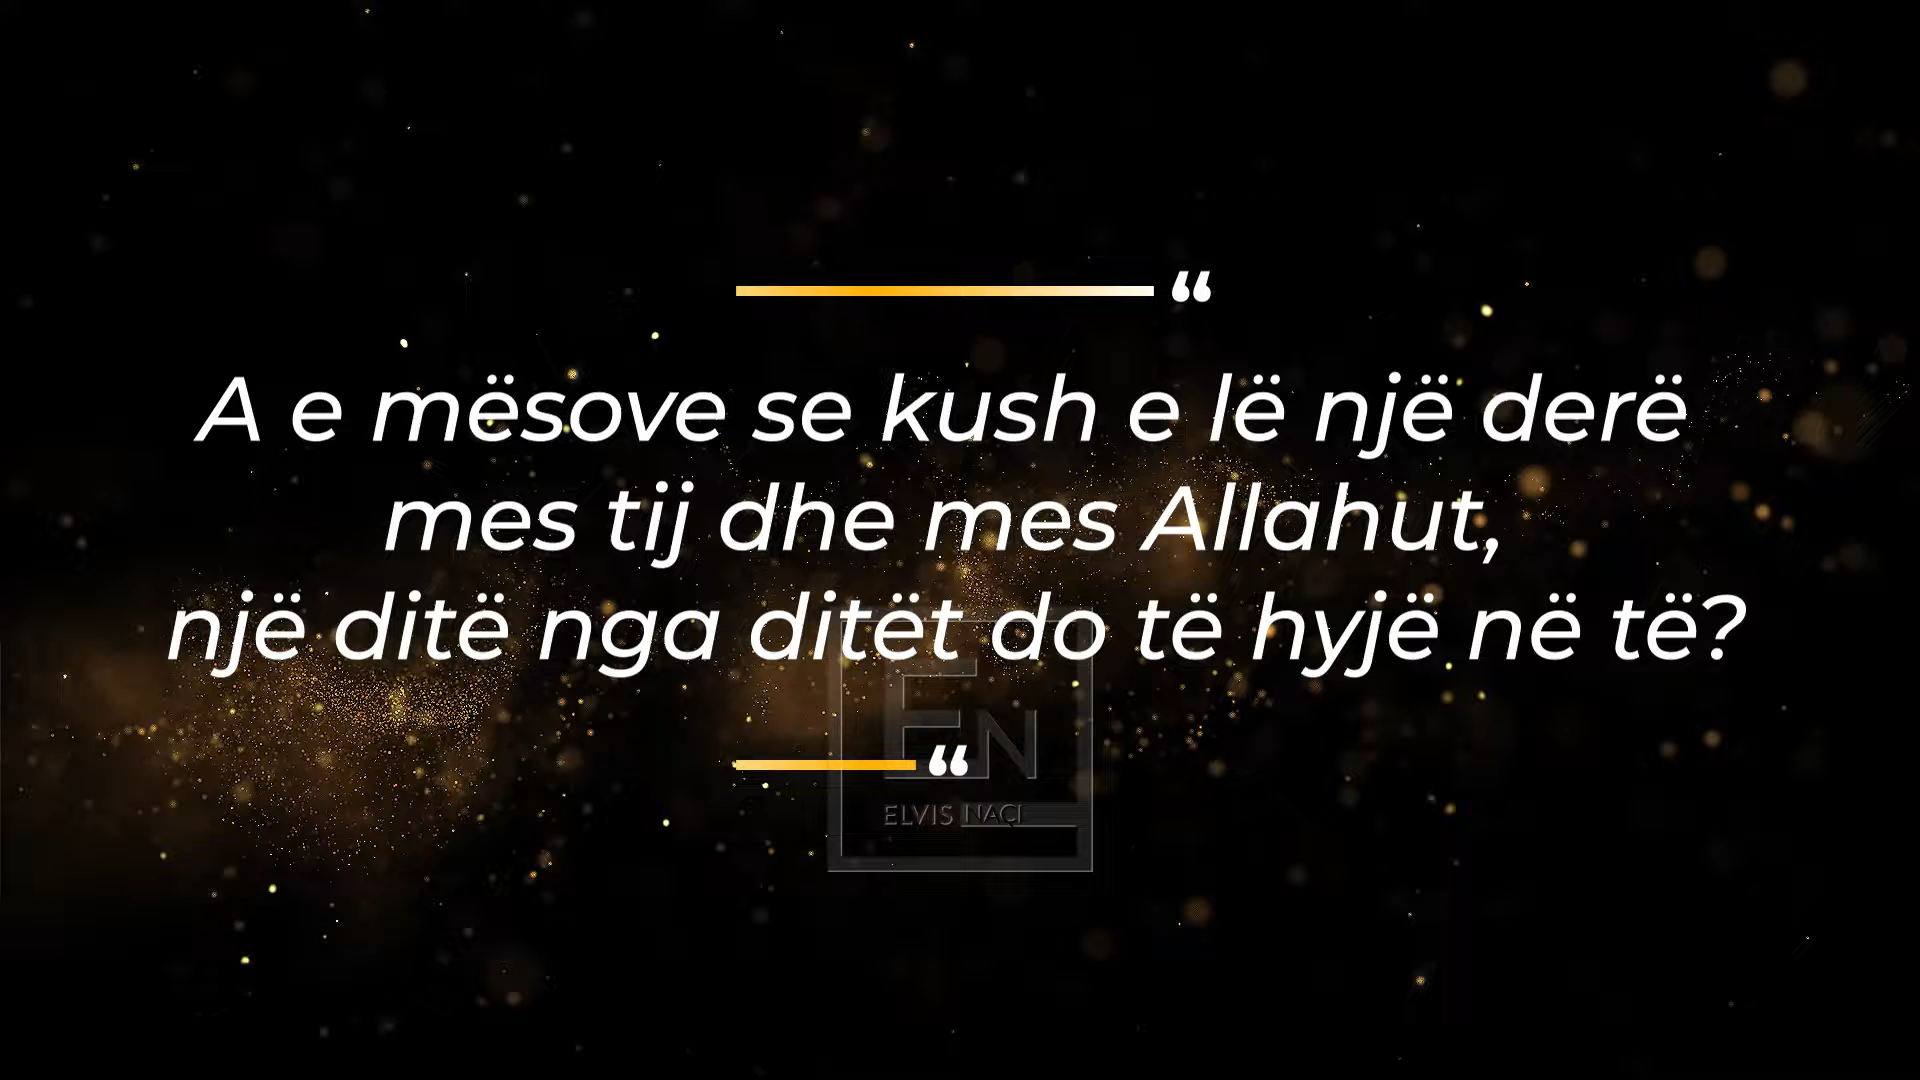 “
A e mësove se kush e lë një derë
mes tij dhe mes Allahut,
një ditë nga ditët do të hyjë në të?
“
EN
ELVIS NAÇI